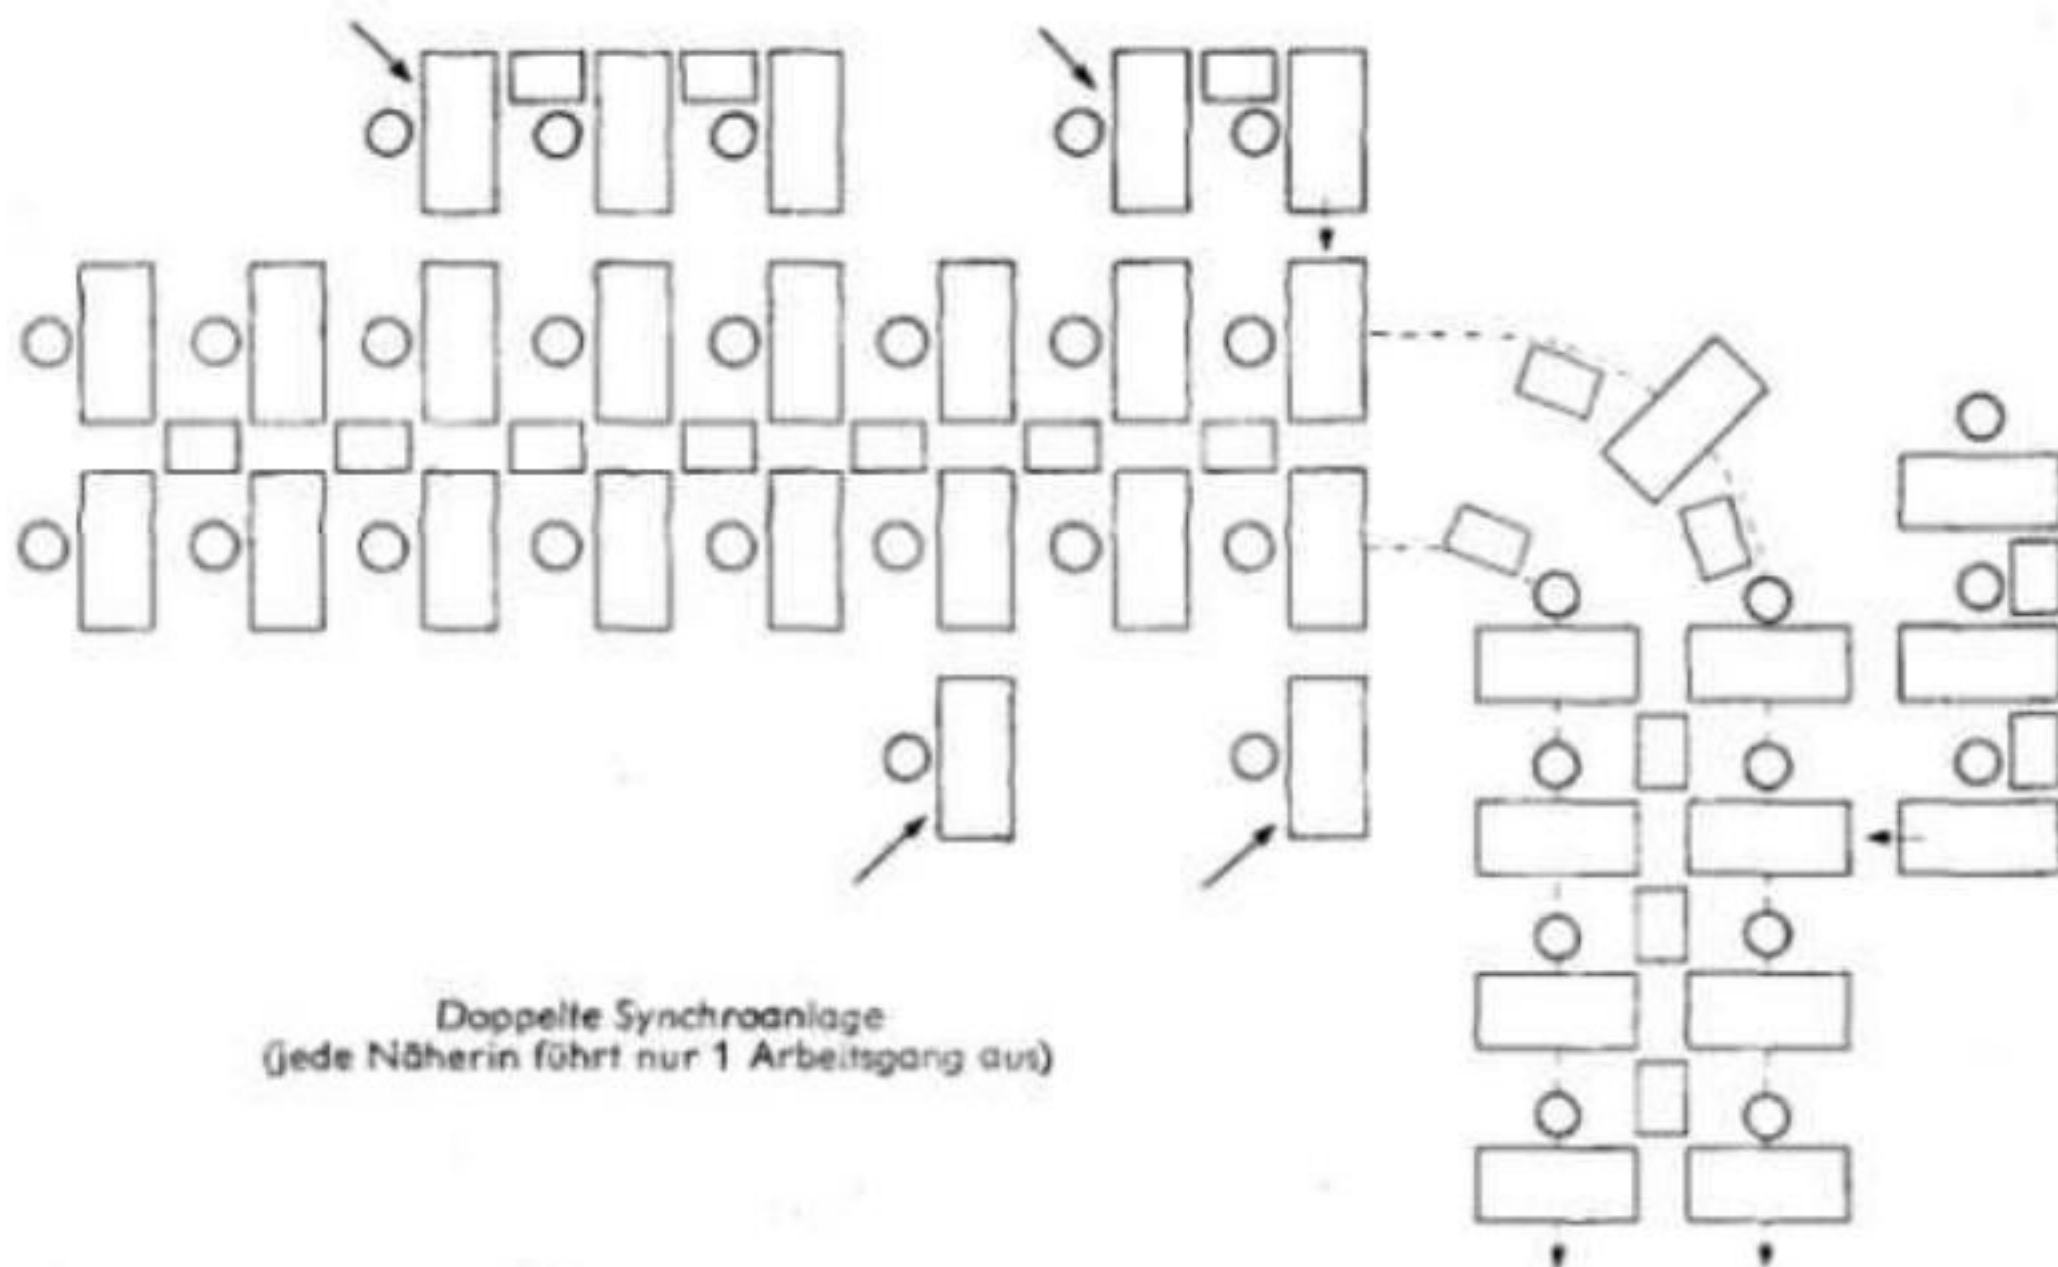 Doppelte Synchroanlage
(jede Näherin führt nur 1 Arbeitsgang aus)